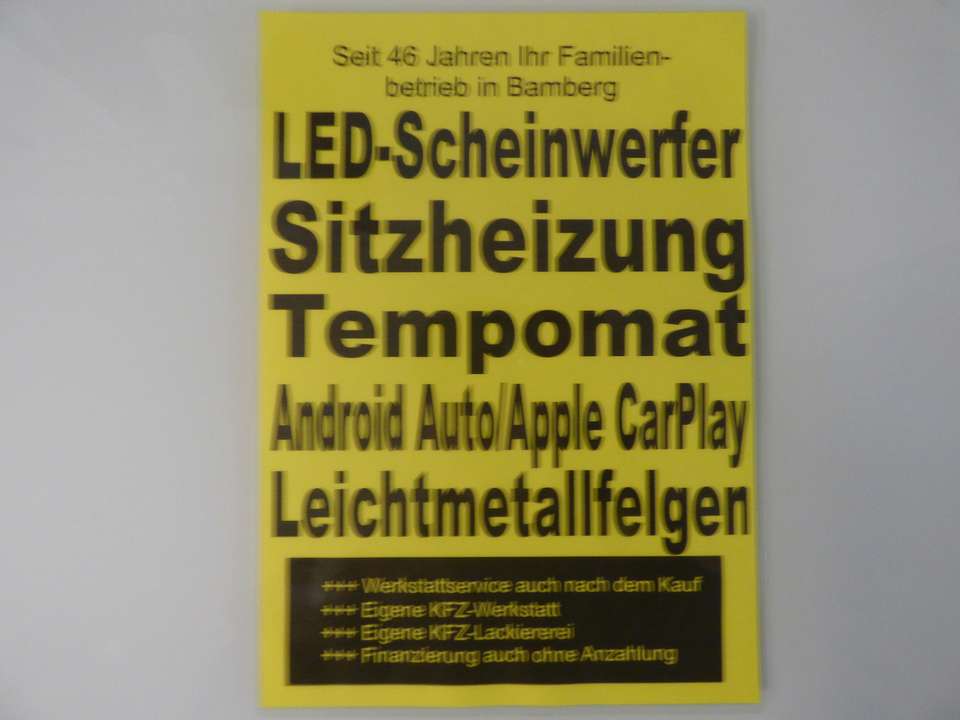 Seit 46 Jahren Ihr Familien-
betrieb in Bamberg
LED-Scheinwerfer
Sitzheizung
Tempomat
Android Auto/Apple CarPlay
Leichtmetallfelgen
*** Werkstattservice auch nach dem Kauf
*** Eigene KFZ-Werkstatt
*** Eigene KFZ-Lackiererei
*** Finanzierung auch ohne Anzahlung